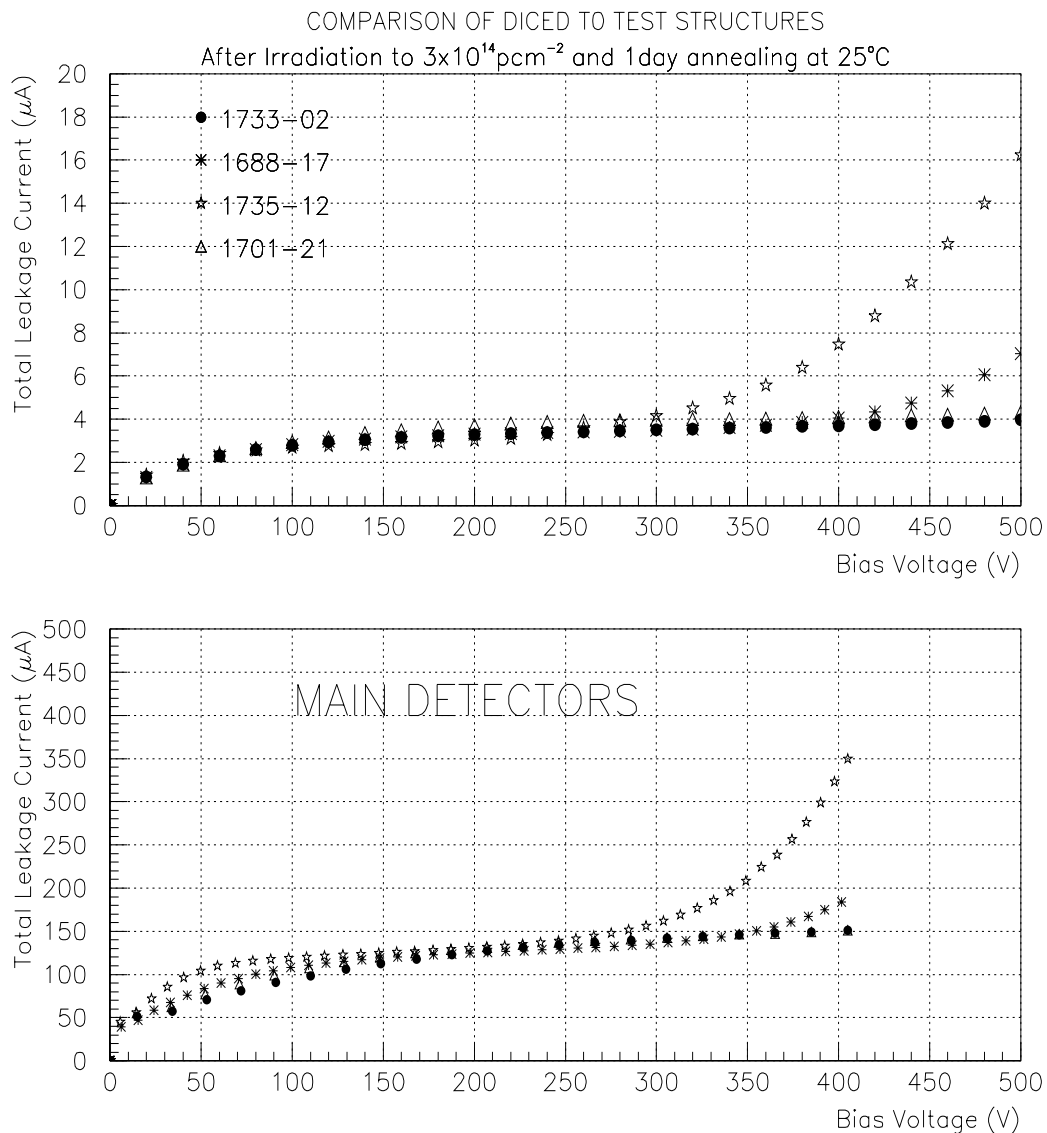 COMPARISON OF DICED T0 TEST STRUCTURES
After Irradiation to 3x10¹⁴pcm⁻² and 1day annealing at 25°C
Total Leakage Current (μA)
20
18
16
14
12
10
8
6
4
2
0
1733-02
1688-17
1735-12
1701-21
0 50 100 150 200 250 300 350 400 450 500
Bias Voltage (V)
Total Leakage Current (μA)
500
450
400
350
300
250
200
150
100
50
0
MAIN DETECTORS
0 50 100 150 200 250 300 350 400 450 500
Bias Voltage (V)